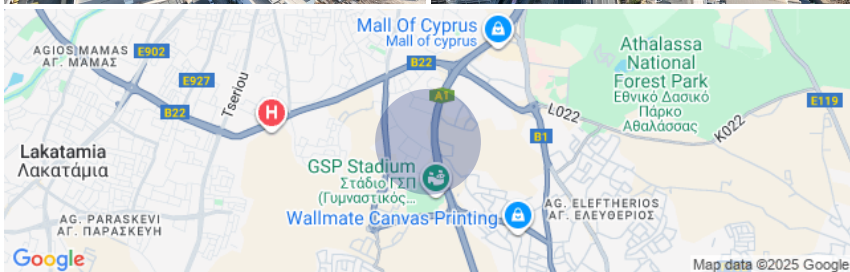 Mall Of Cyprus
Mall of cyprus
AGIOS MAMAS
ΑΓ. ΜΑΜΑΣ
E902
B22
Athalassa
National
Forest Park
Εθνικό Δασικό
Πάρκο
Αθαλάσσας
E927
Tseriou
A1
B22
H
L022
E119
K022
B1
Lakatamia
Λακατάμια
GSP Stadium
Στάδιο ΓΣΠ
(Γυμναστικός...
AG. PARASKEVI
ΑΓ. ΠΑΡΑΣΚΕΥΗ
Wallmate Canvas Printing
AG. ELEFTHERIOS
ΑΓ. ΕΛΕΥΘΕΡΙΟΣ
Google
Map data ©2025 Google